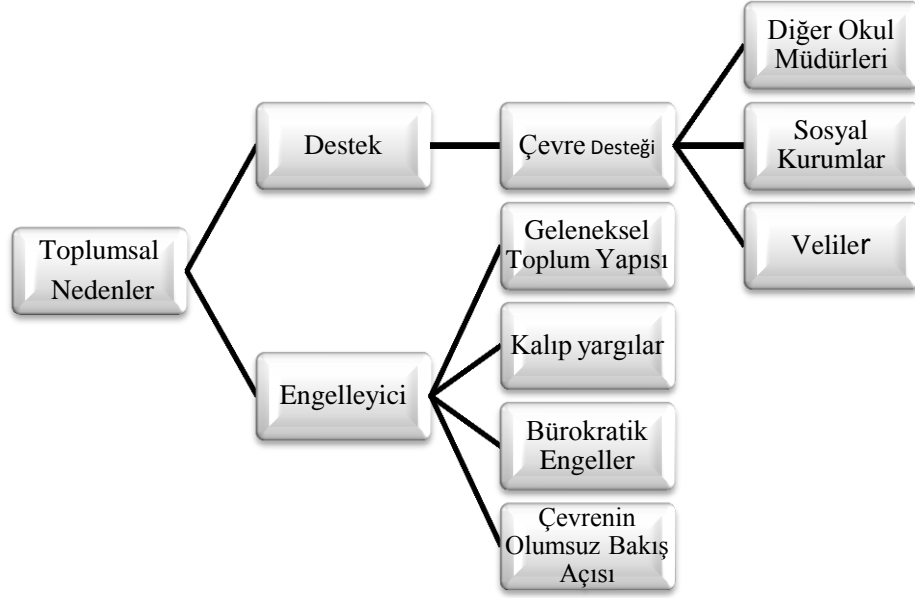 Toplumsal
Nedenler
Destek
Çevre Desteği
Diğer Okul
Müdürleri
Sosyal
Kurumlar
Veliler
Engelleyici
Geleneksel
Toplum Yapısı
Kalıp yargılar
Bürokratik
Engeller
Çevrenin
Olumsuz Bakış
Açısı